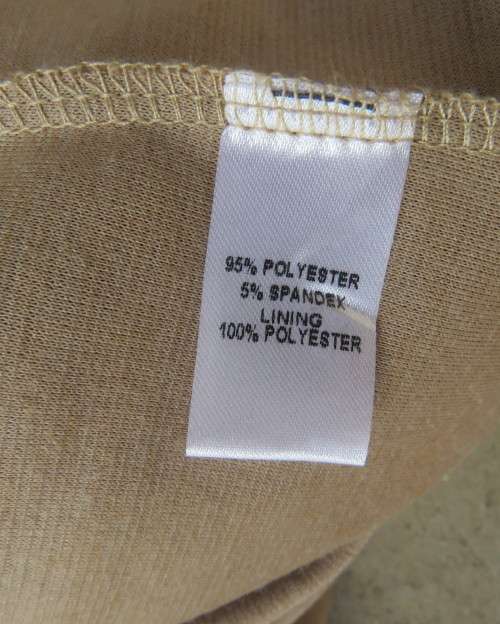 95% POLYESTER
5% SPANDEX
LINING
100% POLYESTER